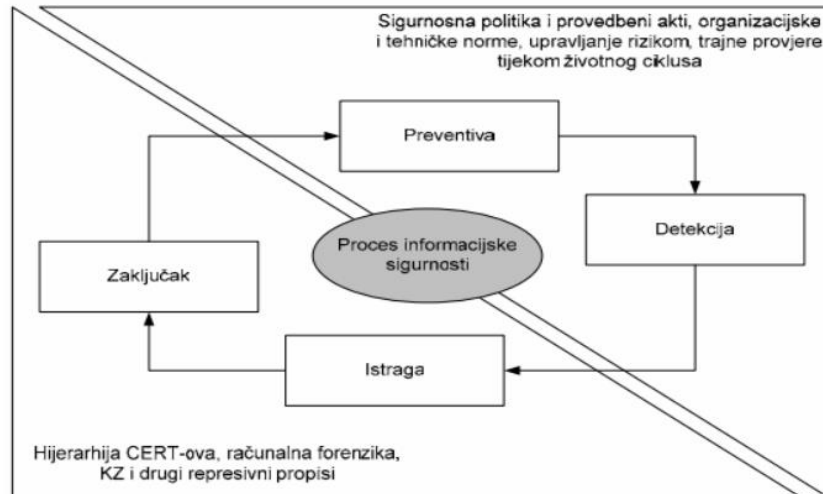 Sigurnosna politika i provedbeni akti, organizacijske
i tehničke norme, upravljanje rizikom, trajne provjere
tijekom životnog ciklusa
Preventiva
Detekcija
Proces informacijske
sigurnosti
Zaključak
Istraga
Hijerarhija CERT-ova, računalna forenzika,
KZ i drugi represivni propisi